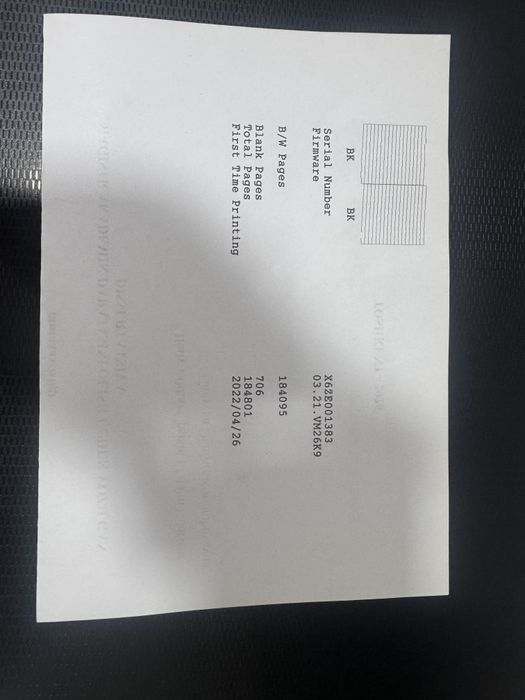 BK BK
Serial Number X6ZE001383
Firmware 03.21.VM26K9
B/W Pages 184095
Blank Pages 706
Total Pages 184801
First Time Printing 2022/04/26